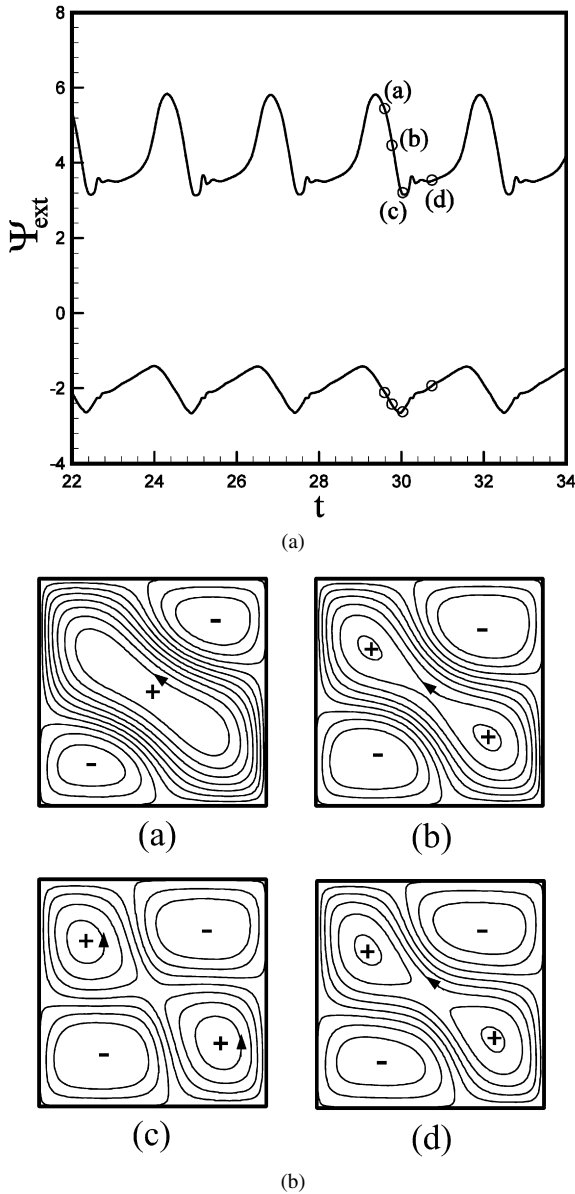 8
6
4
2
0
-2
-4
Ψext
(a)
(b)
(c)
(d)
22 24 26 28 30 32 34
t
(a)
- + -
- + +
(a) (b)
+ - - +
- + - +
(c) (d)
(b)